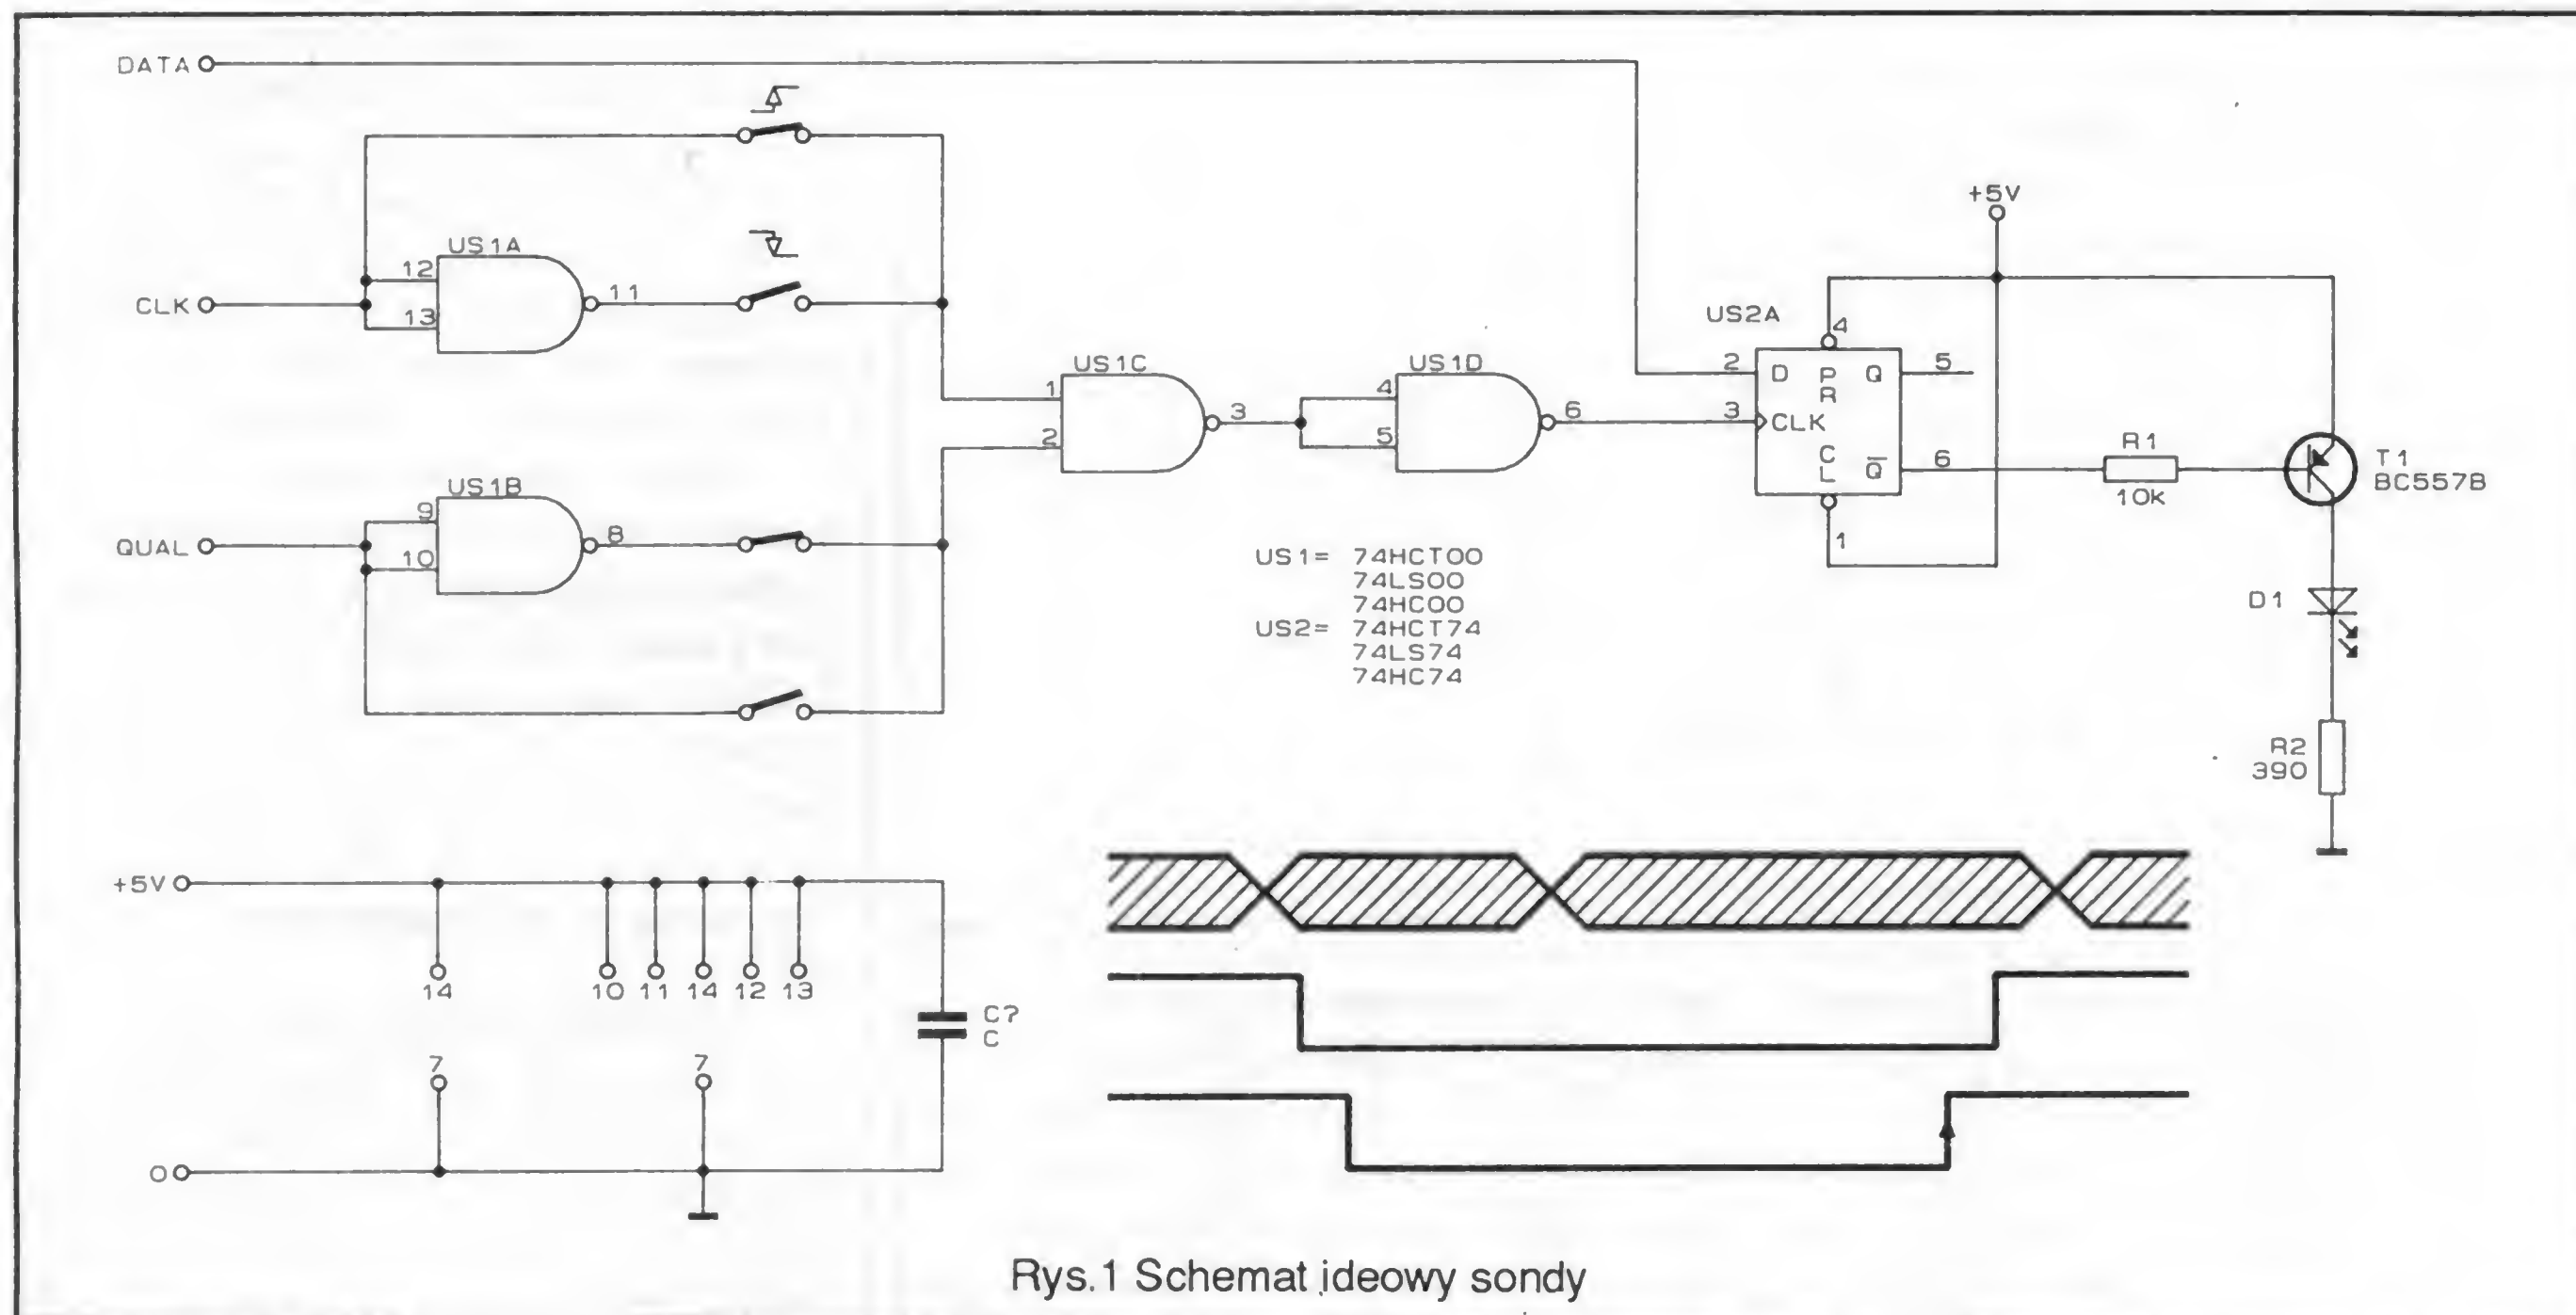 DATA
+5V
US1A
12
11
CLK
13
US2A
4
US1C
US1D
2
D
PR
Q
5
1
4
3
6
3
CLK
2
5
CL
Q̅
6
R1
10k
T1
BC557B
US1B
9
8
QUAL
10
1
US1= 74HCT00
74LS00
74HC00
US2= 74HCT74
74LS74
74HC74
D1
R2
390
+5V
14
10
11
14
12
13
C?
C
7
7
0
Rys.1 Schemat ideowy sondy